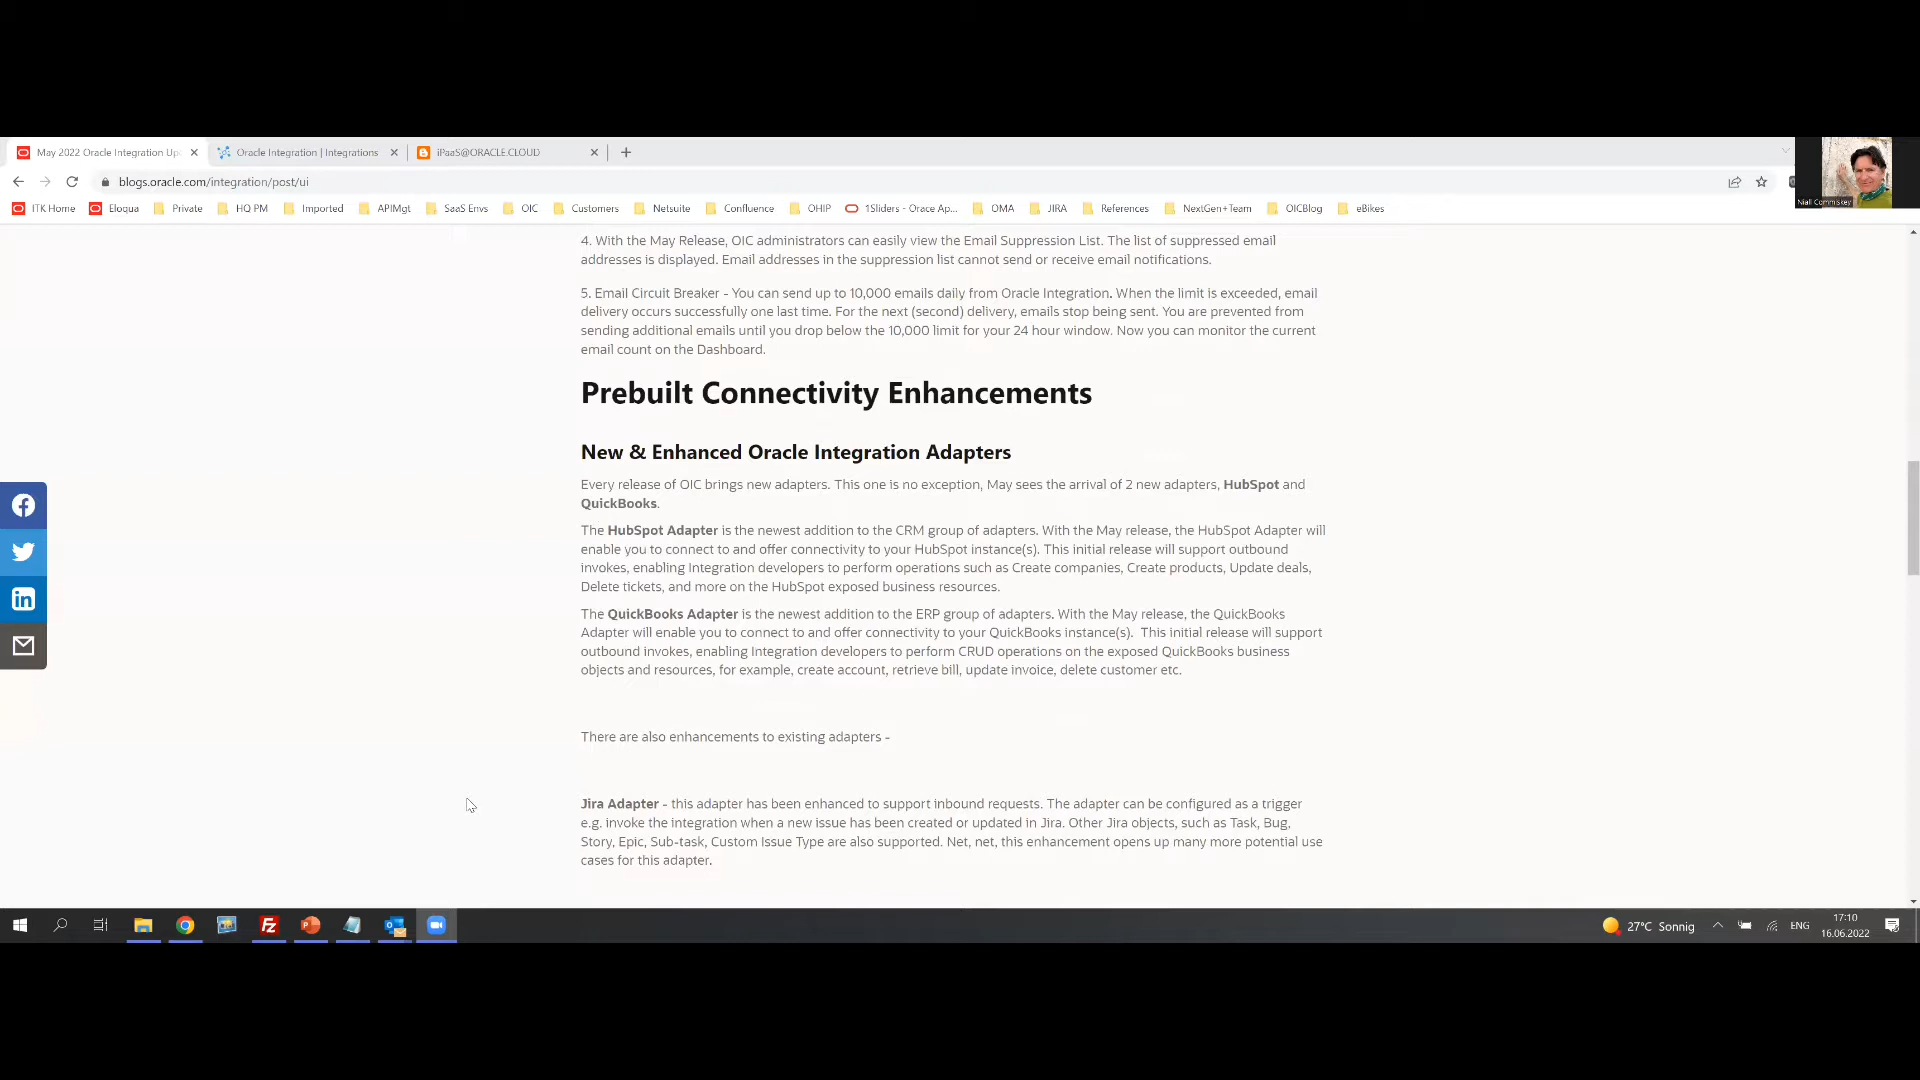 May 2022 Oracle Integration Up
Oracle Integration | Integrations
iPaaS@ORACLE.CLOUD
blogs.oracle.com/integration/post/ui
Niall Commiskey
ITK Home
Eloqua
Private
HQ PM
Imported
APIMgt
SaaS Envs
OIC
Customers
Netsuite
Confluence
OHIP
1Sliders - Orace Ap...
OMA
JIRA
References
NextGen+Team
OICBlog
eBikes
4. With the May Release, OIC administrators can easily view the Email Suppression List. The list of suppressed email
addresses is displayed. Email addresses in the suppression list cannot send or receive email notifications.
5. Email Circuit Breaker - You can send up to 10,000 emails daily from Oracle Integration. When the limit is exceeded, email
delivery occurs successfully one last time. For the next (second) delivery, emails stop being sent. You are prevented from
sending additional emails until you drop below the 10,000 limit for your 24 hour window. Now you can monitor the current
email count on the Dashboard.
Prebuilt Connectivity Enhancements
New & Enhanced Oracle Integration Adapters
Every release of OIC brings new adapters. This one is no exception, May sees the arrival of 2 new adapters, HubSpot and
QuickBooks.
The HubSpot Adapter is the newest addition to the CRM group of adapters. With the May release, the HubSpot Adapter will
enable you to connect to and offer connectivity to your HubSpot instance(s). This initial release will support outbound
invokes, enabling Integration developers to perform operations such as Create companies, Create products, Update deals,
Delete tickets, and more on the HubSpot exposed business resources.
The QuickBooks Adapter is the newest addition to the ERP group of adapters. With the May release, the QuickBooks
Adapter will enable you to connect to and offer connectivity to your QuickBooks instance(s). This initial release will support
outbound invokes, enabling Integration developers to perform CRUD operations on the exposed QuickBooks business
objects and resources, for example, create account, retrieve bill, update invoice, delete customer etc.
There are also enhancements to existing adapters -
Jira Adapter - this adapter has been enhanced to support inbound requests. The adapter can be configured as a trigger
e.g. invoke the integration when a new issue has been created or updated in Jira. Other Jira objects, such as Task, Bug,
Story, Epic, Sub-task, Custom Issue Type are also supported. Net, net, this enhancement opens up many more potential use
cases for this adapter.
27°C Sonnig
ENG
17:10
16.06.2022